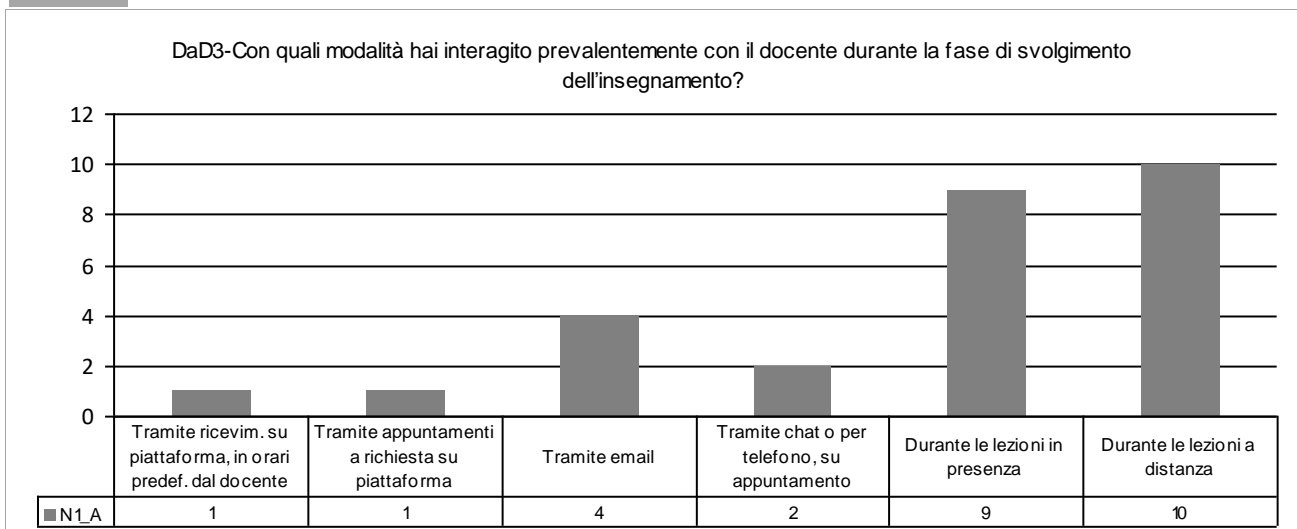 DaD3-Con quali modalità hai interagito prevalentemente con il docente durante la fase di svolgimento
dell'insegnamento?
12
10
8
6
4
2
0
Tramite ricevim. su
piattaforma, in orari
predef. dal docente
Tramite appuntamenti
a richiesta su
piattaforma
Tramite email
Tramite chat o per
telefono, su
appuntamento
Durante le lezioni in
presenza
Durante le lezioni a
distanza
N1_A 1 1 4 2 9 10